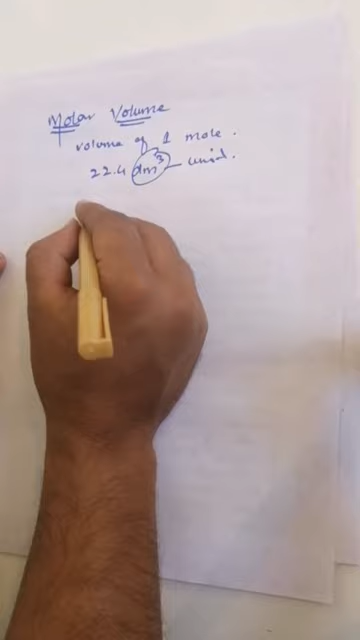 Molar Volume
volume of 1 mole.
22.4 dm³ — unit.